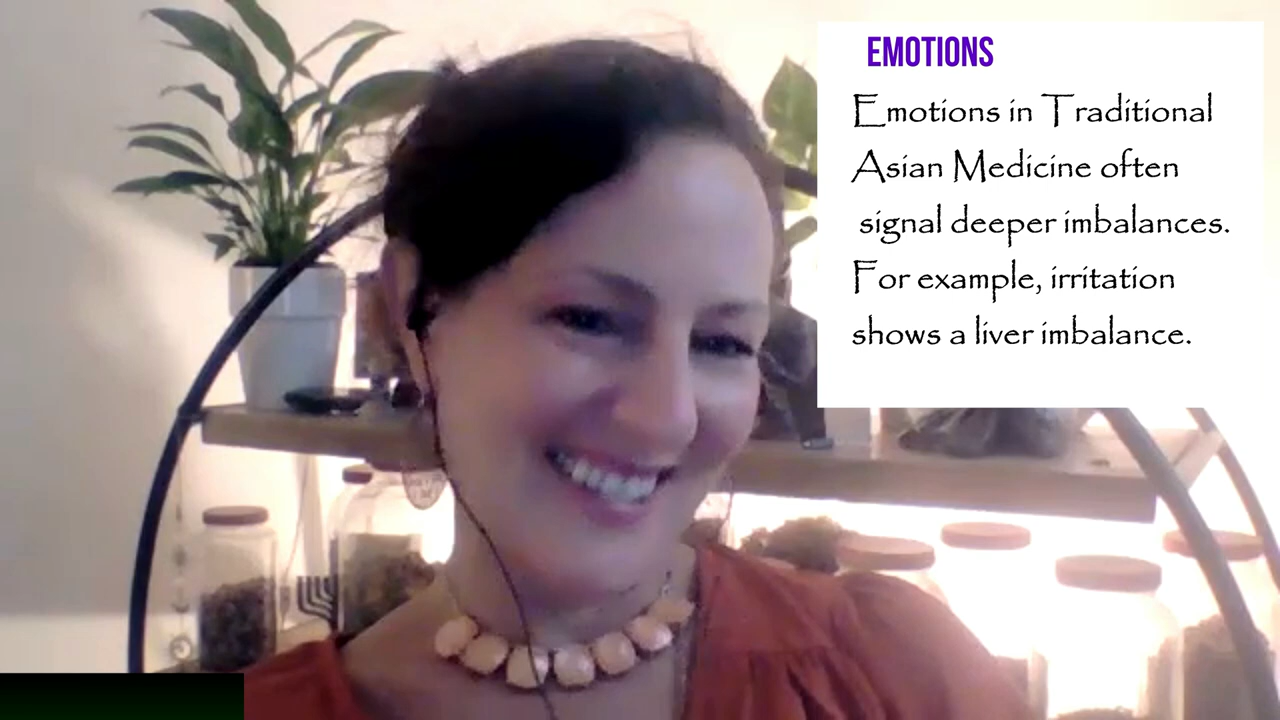 EMOTIONS
Emotions in Traditional
Asian Medicine often
signal deeper imbalances.
For example, irritation
shows a liver imbalance.